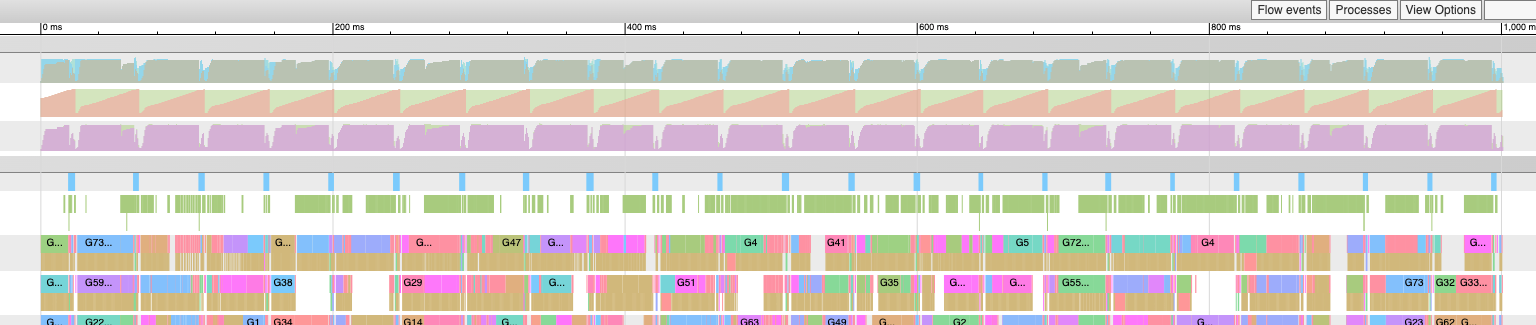 Flow events Processes View Options
0 ms 200 ms 400 ms 600 ms 800 ms 1,000 m
G... G73... G... G... G47 G... G4 G41 G5 G72... G4 G...
G... G59... G38 G29 G... G51 G35 G... G... G55... G73 G32 G33...
G... G22... G1 G34 G14 G... G63 G49 G... G2 G... G23 G62 G...